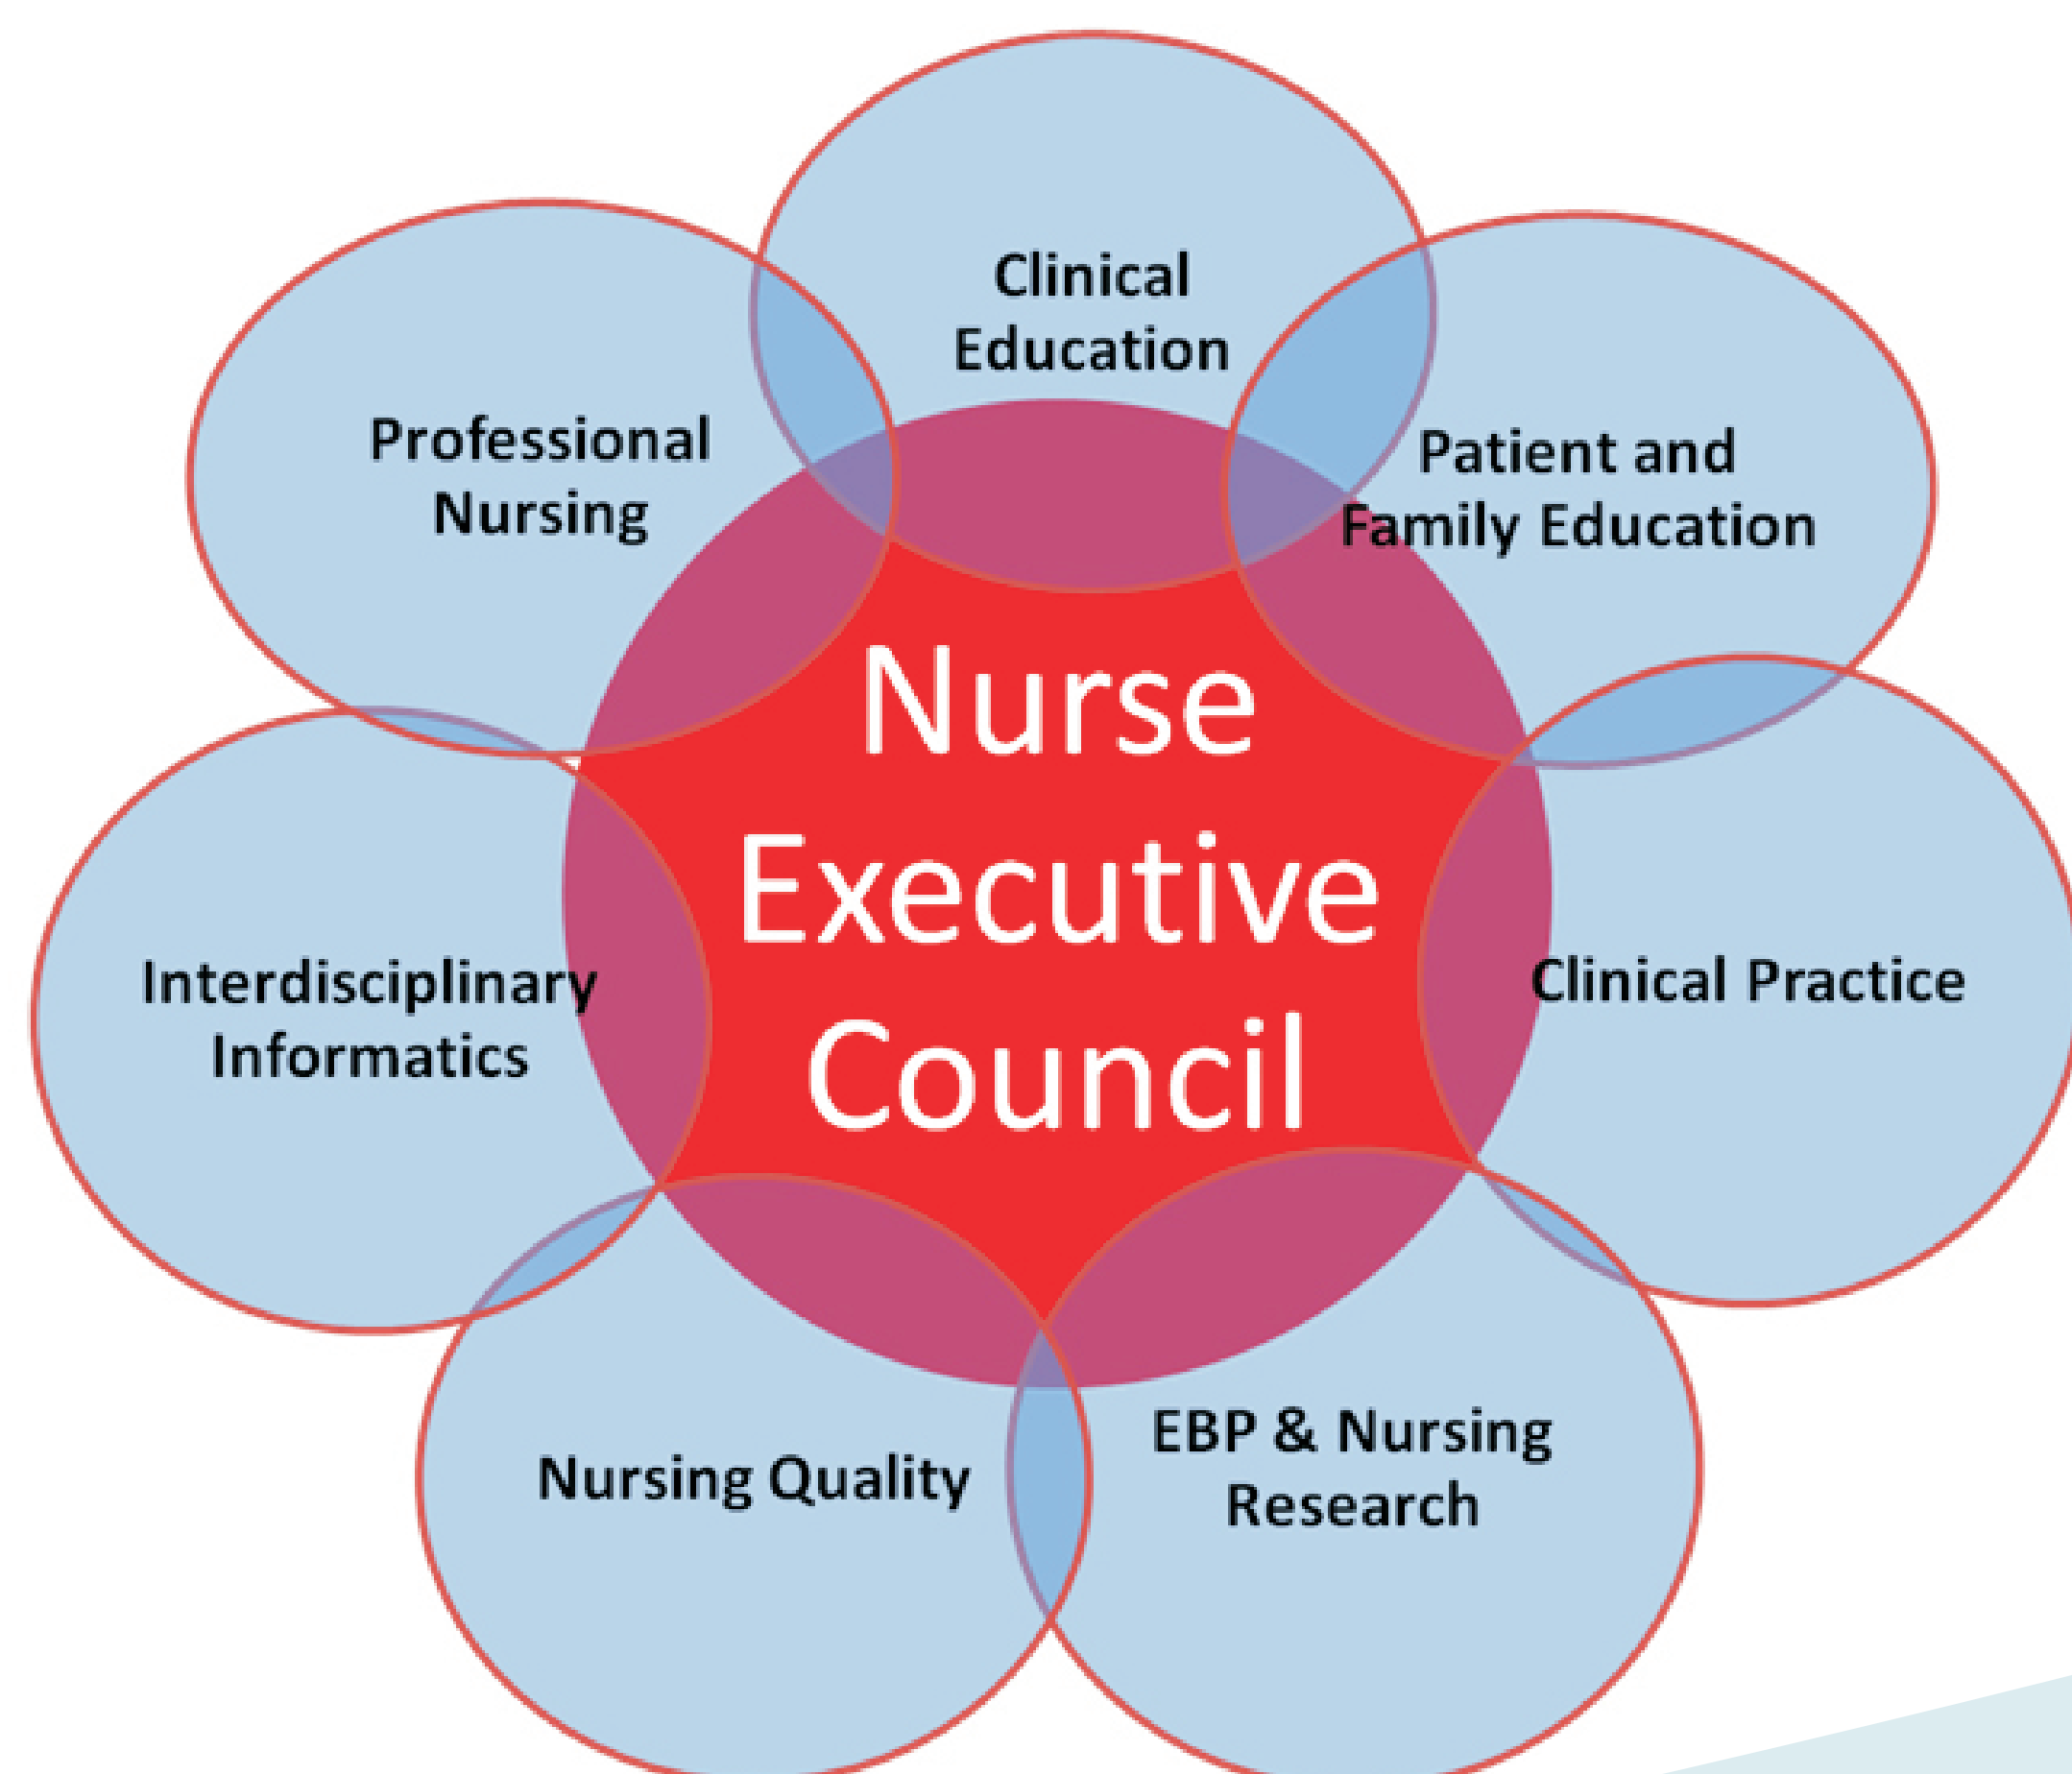 Clinical
Education
Professional
Nursing
Patient and
Family Education
Nurse
Executive
Council
Interdisciplinary
Informatics
Clinical Practice
Nursing Quality
EBP & Nursing
Research